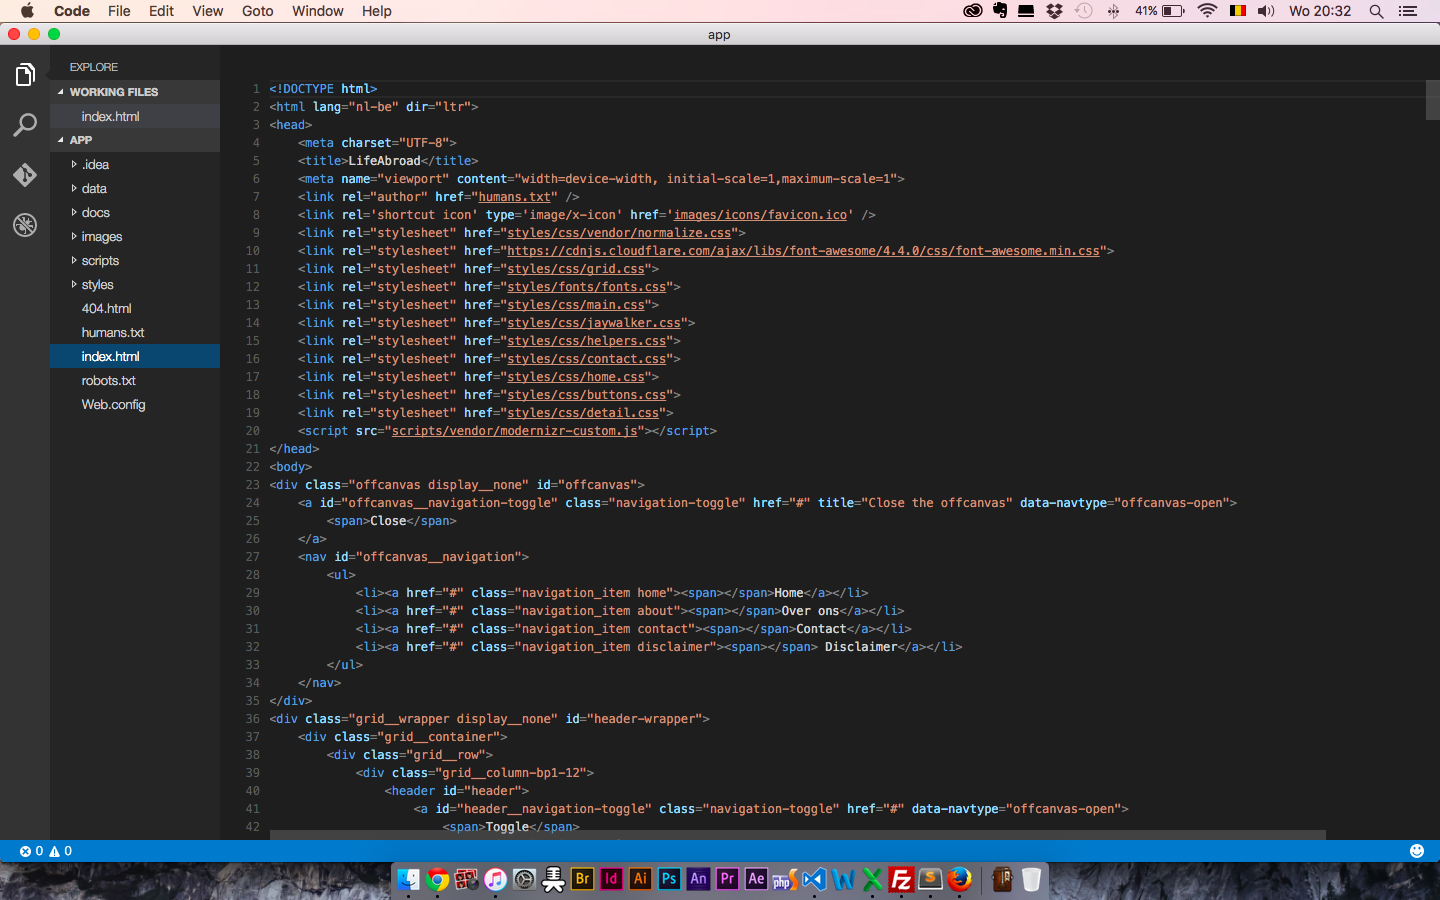 Code File Edit View Goto Window Help 41% Wo 20:32
app
EXPLORE
WORKING FILES
index.html
APP
.idea
data
docs
images
scripts
styles
404.html
humans.txt
index.html
robots.txt
Web.config
1 <!DOCTYPE html>
2 <html lang="nl-be" dir="ltr">
3 <head>
4 <meta charset="UTF-8">
5 <title>LifeAbroad</title>
6 <meta name="viewport" content="width=device-width, initial-scale=1,maximum-scale=1">
7 <link rel="author" href="humans.txt" />
8 <link rel='shortcut icon' type='image/x-icon' href='images/icons/favicon.ico' />
9 <link rel="stylesheet" href="styles/css/vendor/normalize.css">
10 <link rel="stylesheet" href="https://cdnjs.cloudflare.com/ajax/libs/font-awesome/4.4.0/css/font-awesome.min.css">
11 <link rel="stylesheet" href="styles/css/grid.css">
12 <link rel="stylesheet" href="styles/fonts/fonts.css">
13 <link rel="stylesheet" href="styles/css/main.css">
14 <link rel="stylesheet" href="styles/css/jaywalker.css">
15 <link rel="stylesheet" href="styles/css/helpers.css">
16 <link rel="stylesheet" href="styles/css/contact.css">
17 <link rel="stylesheet" href="styles/css/home.css">
18 <link rel="stylesheet" href="styles/css/buttons.css">
19 <link rel="stylesheet" href="styles/css/detail.css">
20 <script src="scripts/vendor/modernizr-custom.js"></script>
21 </head>
22 <body>
23 <div class="offcanvas display__none" id="offcanvas">
24 <a id="offcanvas__navigation-toggle" class="navigation-toggle" href="#" title="Close the offcanvas" data-navtype="offcanvas-open">
25 <span>Close</span>
26 </a>
27 <nav id="offcanvas__navigation">
28 <ul>
29 <li><a href="#" class="navigation_item home"><span></span>Home</a></li>
30 <li><a href="#" class="navigation_item about"><span></span>Over ons</a></li>
31 <li><a href="#" class="navigation_item contact"><span></span>Contact</a></li>
32 <li><a href="#" class="navigation_item disclaimer"><span></span> Disclaimer</a></li>
33 </ul>
34 </nav>
35 </div>
36 <div class="grid__wrapper display__none" id="header-wrapper">
37 <div class="grid__container">
38 <div class="grid__row">
39 <div class="grid__column-bp1-12">
40 <header id="header">
41 <a id="header__navigation-toggle" class="navigation-toggle" href="#" data-navtype="offcanvas-open">
42 <span>Toggle</span>
0 0
Br Id Ai Ps An Pr Ae php W X Fz S